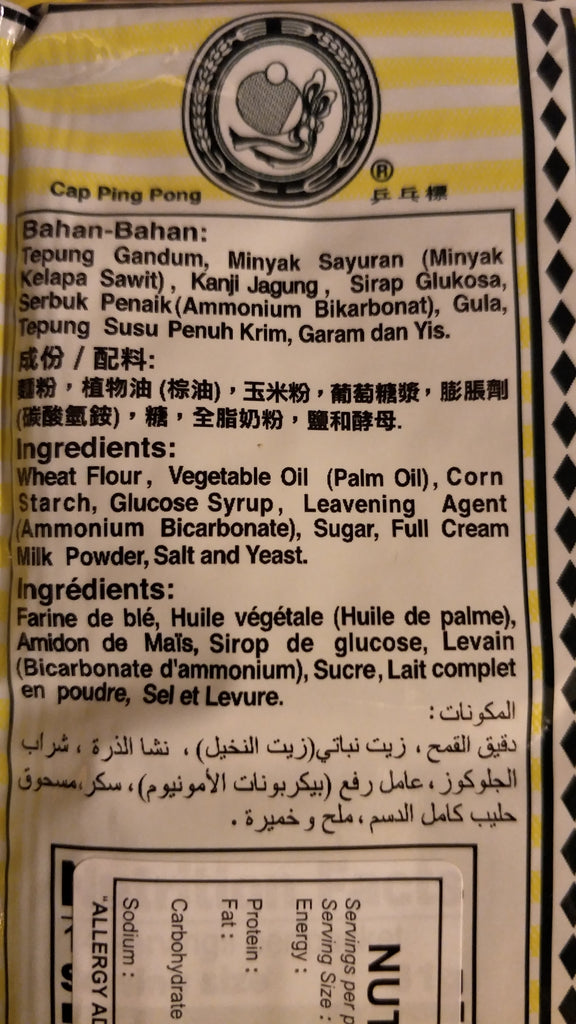 ®
Cap Ping Pong
乒乓標
Bahan-Bahan:
Tepung Gandum, Minyak Sayuran (Minyak
Kelapa Sawit), Kanji Jagung, Sirap Glukosa,
Serbuk Penaik (Ammonium Bikarbonat), Gula,
Tepung Susu Penuh Krim, Garam dan Yis.
成份 / 配料:
麵粉，植物油 (棕油)，玉米粉，葡萄糖漿，膨脹劑
(碳酸氫銨)，糖，全脂奶粉，鹽和酵母.
Ingredients:
Wheat Flour, Vegetable Oil (Palm Oil), Corn
Starch, Glucose Syrup, Leavening Agent
(Ammonium Bicarbonate), Sugar, Full Cream
Milk Powder, Salt and Yeast.
Ingrédients:
Farine de blé, Huile végétale (Huile de palme),
Amidon de Maïs, Sirop de glucose, Levain
(Bicarbonate d'ammonium), Sucre, Lait complet
en poudre, Sel et Levure.
المكونات :
دقيق القمح ، زيت نباتي(زيت النخيل) ، نشا الذرة ، شراب
الجلوكوز ، عامل رفع (بيكربونات الأمونيوم) ، سكر،مسحوق
حليب كامل الدسم ، ملح و خميرة .
NUT
Servings per p
Serving Size :
Energy :
Protein :
Fat :
Carbohydrate
Sodium :
"ALLERGY AD